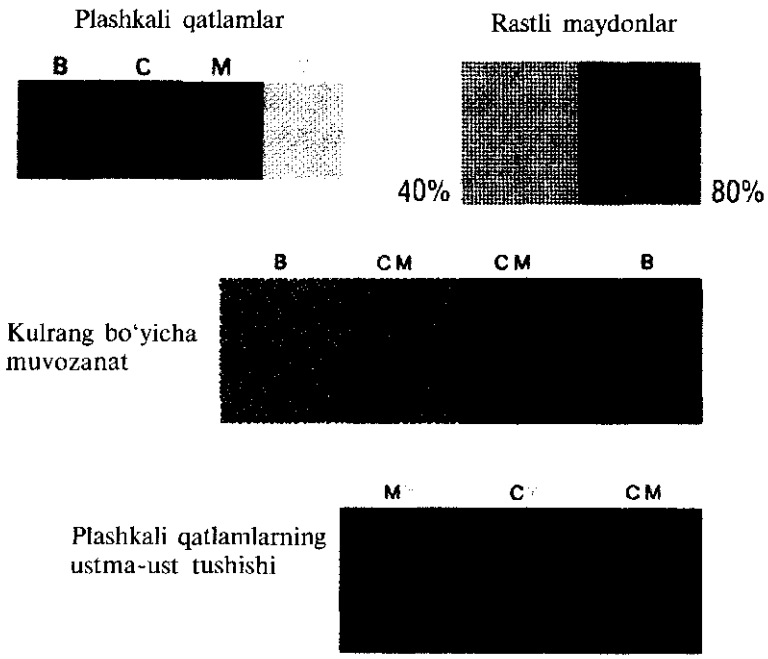 Plashkali qatlamlar
Rastli maydonlar
B C M
40%
80%
B CM CM B
Kulrang bo‘yicha
muvozanat
M C CM
Plashkali qatlamlarning
ustma-ust tushishi